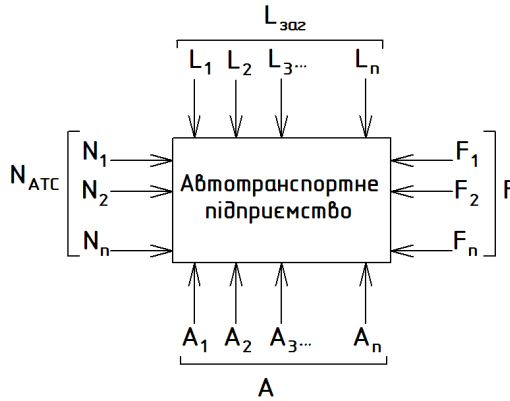 Lзаг
L1 L2 L3... Ln
NАТС
N1
N2
Nn
Автотранспортне
підприємство
F1
F2
Fn
F
A1 A2 A3... An
A